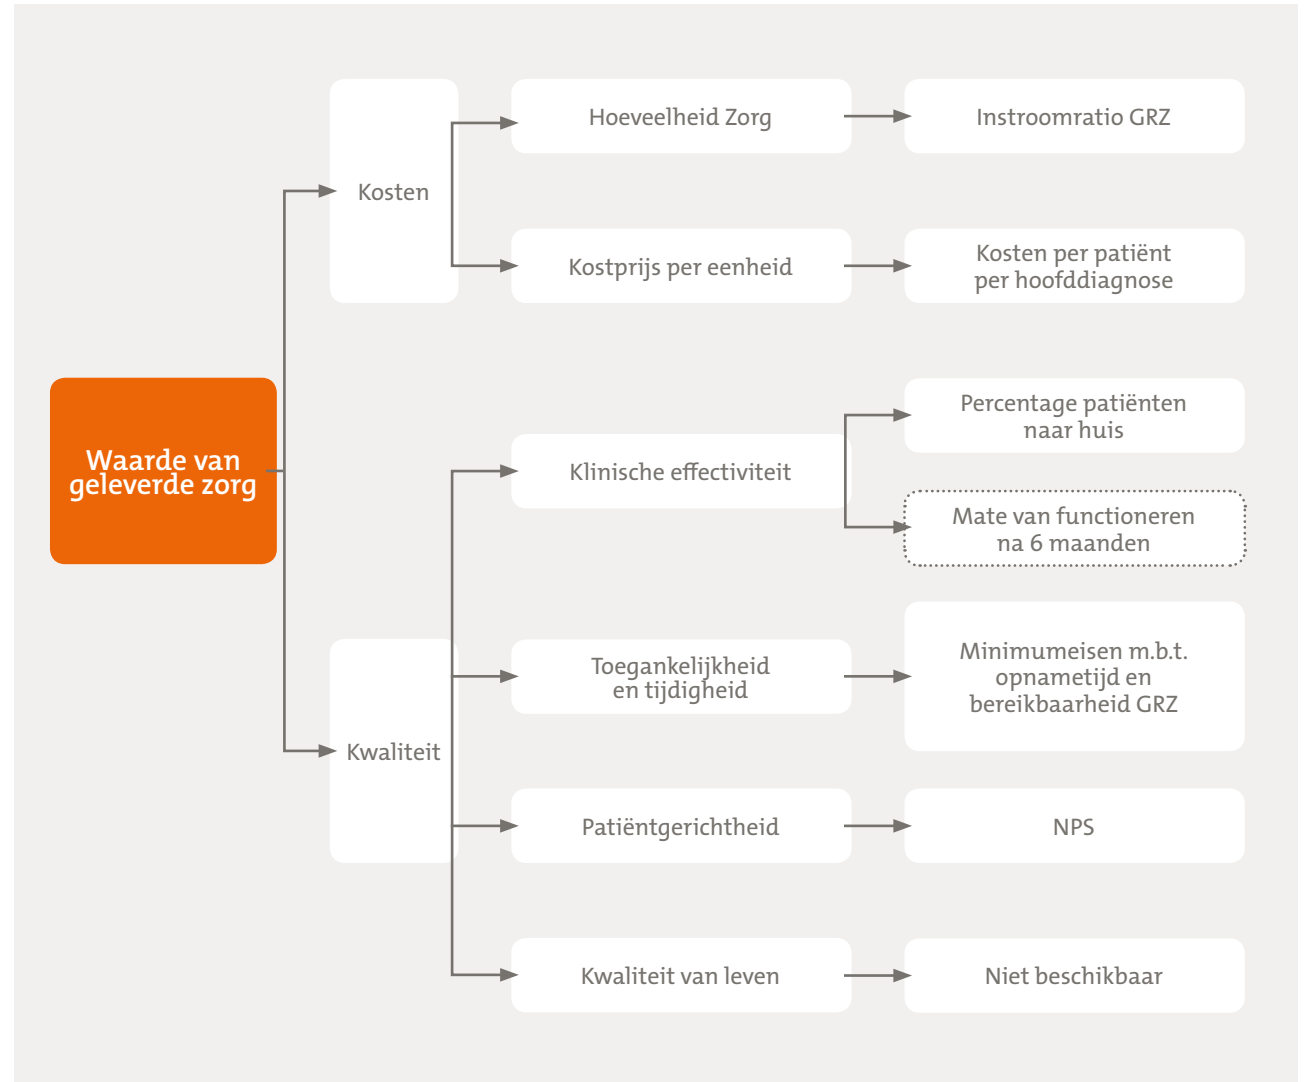 Waarde van
geleverde zorg
Kosten
Hoeveelheid Zorg
Instroomratio GRZ
Kostprijs per eenheid
Kosten per patiënt
per hoofddiagnose
Kwaliteit
Klinische effectiviteit
Percentage patiënten
naar huis
Mate van functioneren
na 6 maanden
Toegankelijkheid
en tijdigheid
Minimumeisen m.b.t.
opnametijd en
bereikbaarheid GRZ
Patiëntgerichtheid
NPS
Kwaliteit van leven
Niet beschikbaar